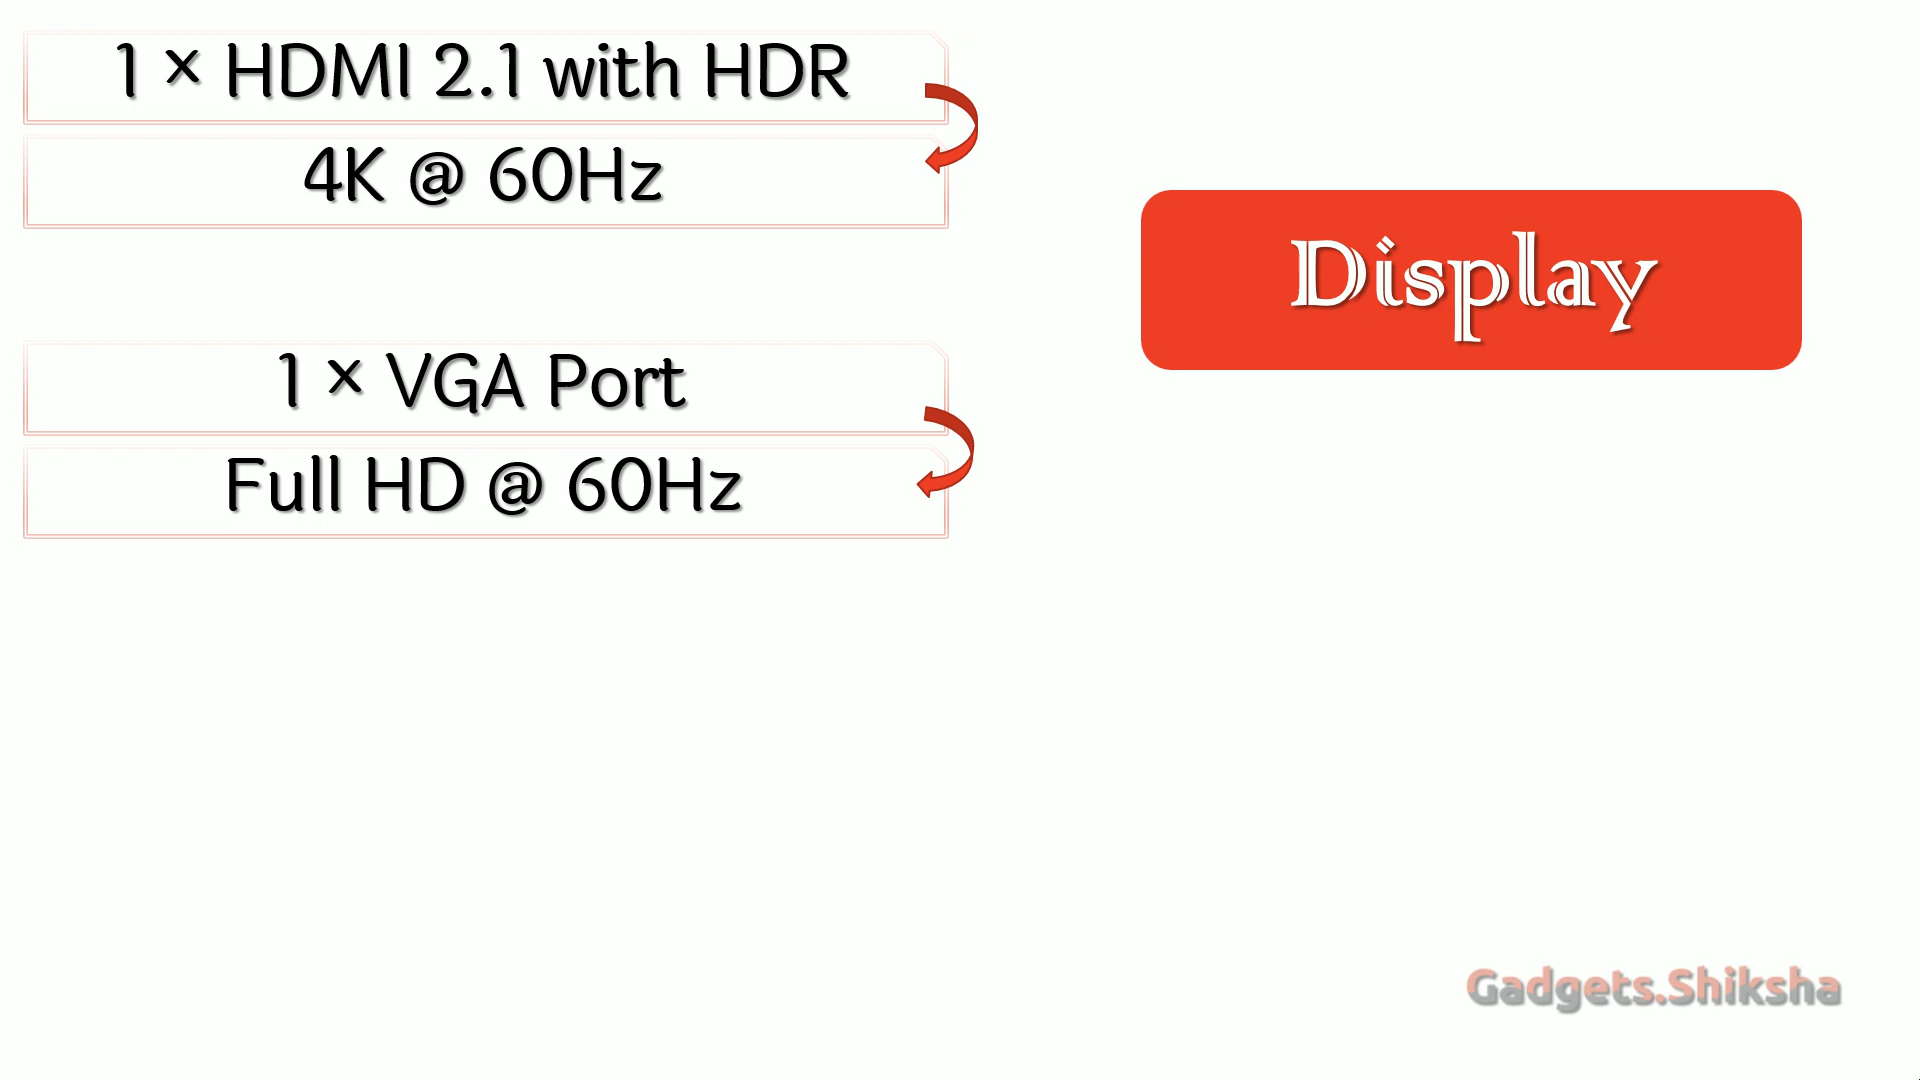 1 × HDMI 2.1 with HDR
4K @ 60Hz
Display
1 × VGA Port
Full HD @ 60Hz
Gadgets.Shiksha